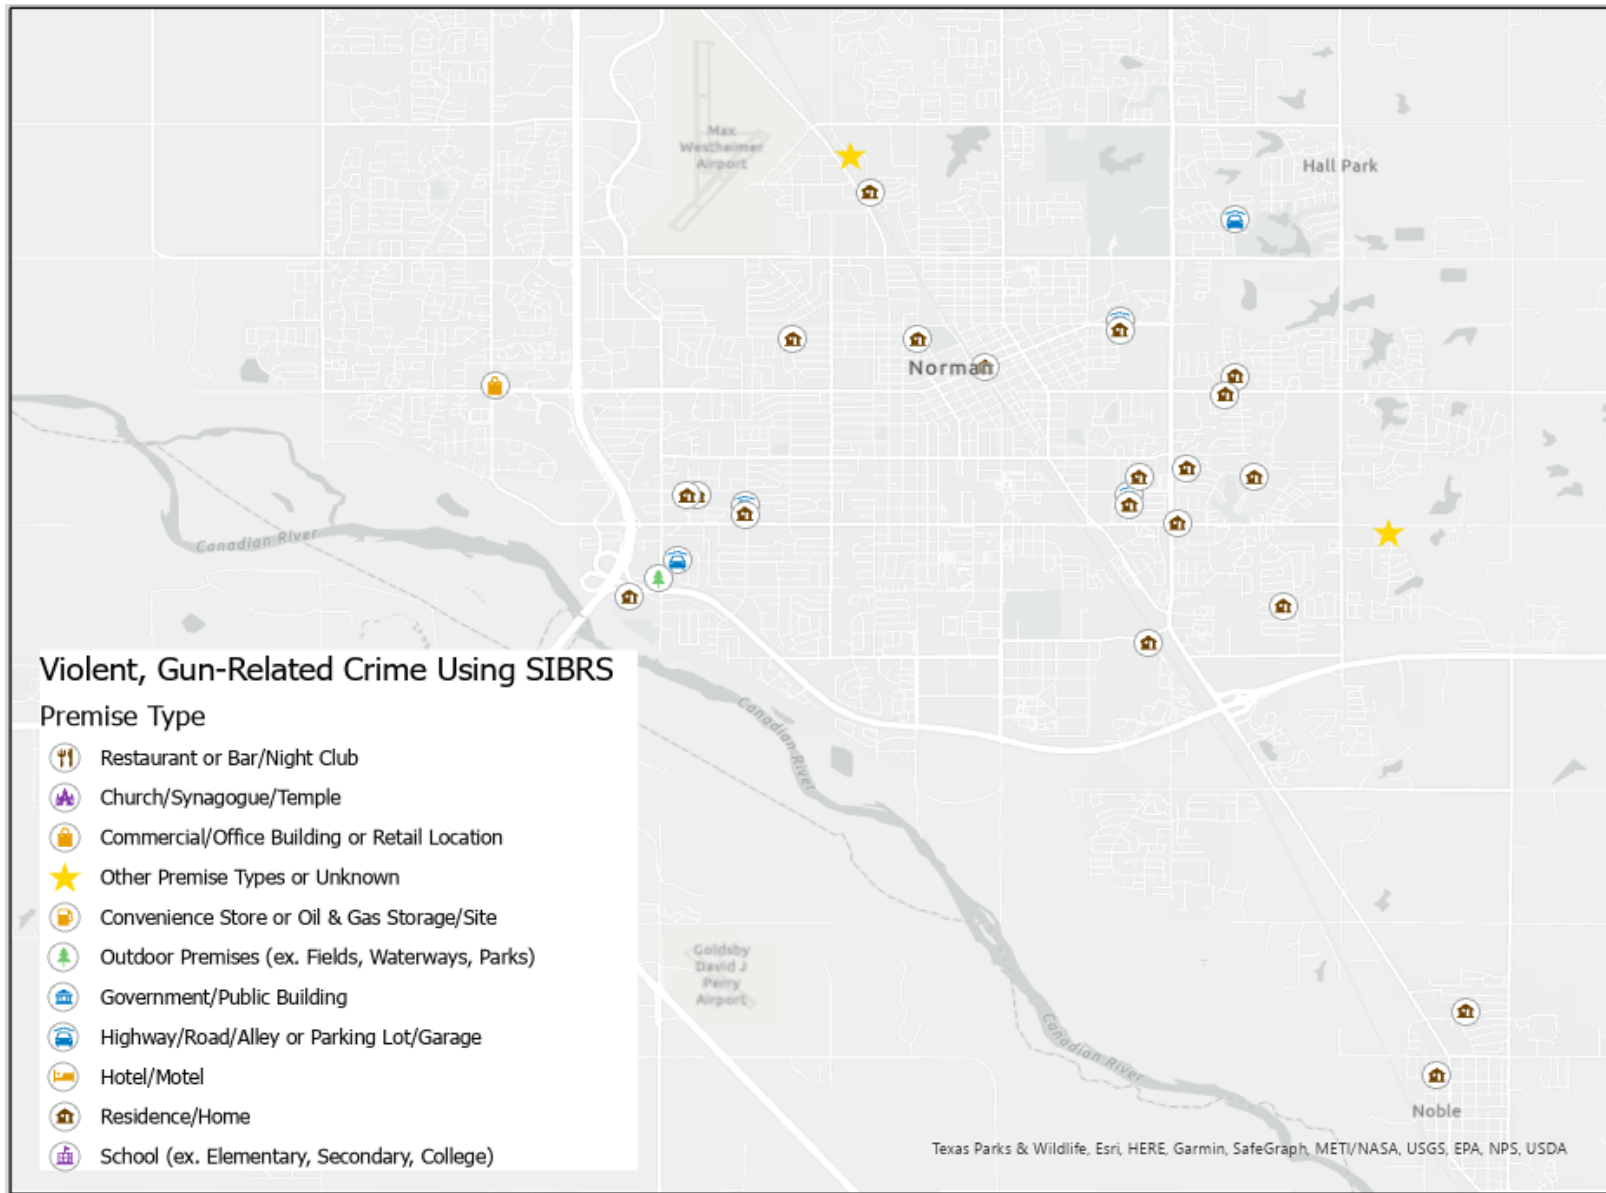 Max
Westheimer
Airport
Hall Park
Norman
Canadian River
Violent, Gun-Related Crime Using SIBRS
Premise Type
Restaurant or Bar/Night Club
Church/Synagogue/Temple
Commercial/Office Building or Retail Location
Other Premise Types or Unknown
Convenience Store or Oil & Gas Storage/Site
Outdoor Premises (ex. Fields, Waterways, Parks)
Government/Public Building
Highway/Road/Alley or Parking Lot/Garage
Hotel/Motel
Residence/Home
School (ex. Elementary, Secondary, College)
Canadian River
Goldsby
David J
Perry
Airport
Canadian River
Noble
Texas Parks & Wildlife, Esri, HERE, Garmin, SafeGraph, METI/NASA, USGS, EPA, NPS, USDA